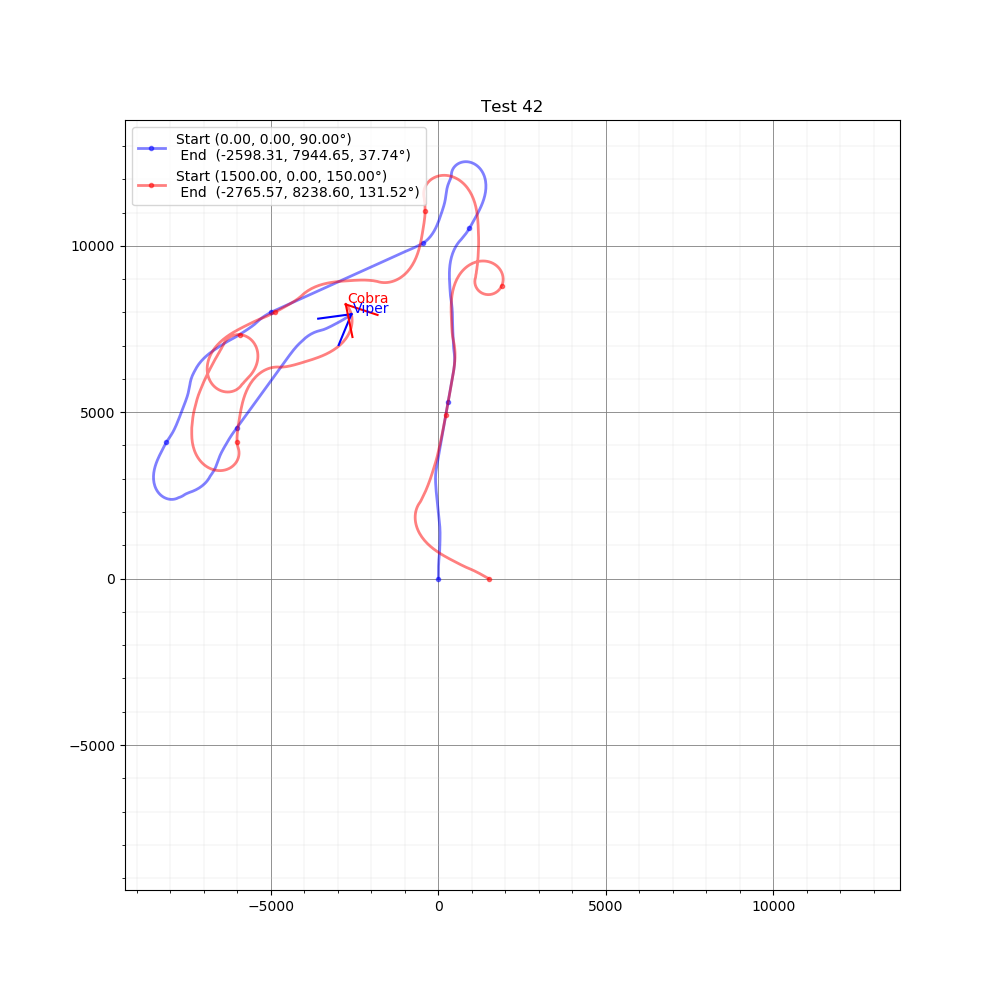 Test 42
Start (0.00, 0.00, 90.00°)
End (-2598.31, 7944.65, 37.74°)
Start (1500.00, 0.00, 150.00°)
End (-2765.57, 8238.60, 131.52°)
10000
5000
0
−5000
Cobra
Viper
−5000
0
5000
10000